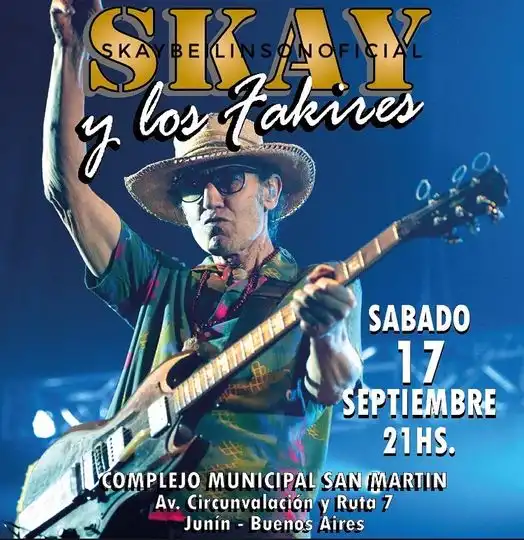 SKAY
SKAYBEILINSONOFICIAL
y los Fakires
SABADO
17
SEPTIEMBRE
21HS.
COMPLEJO MUNICIPAL SAN MARTIN
Av. Circunvalación y Ruta 7
Junín - Buenos Aires